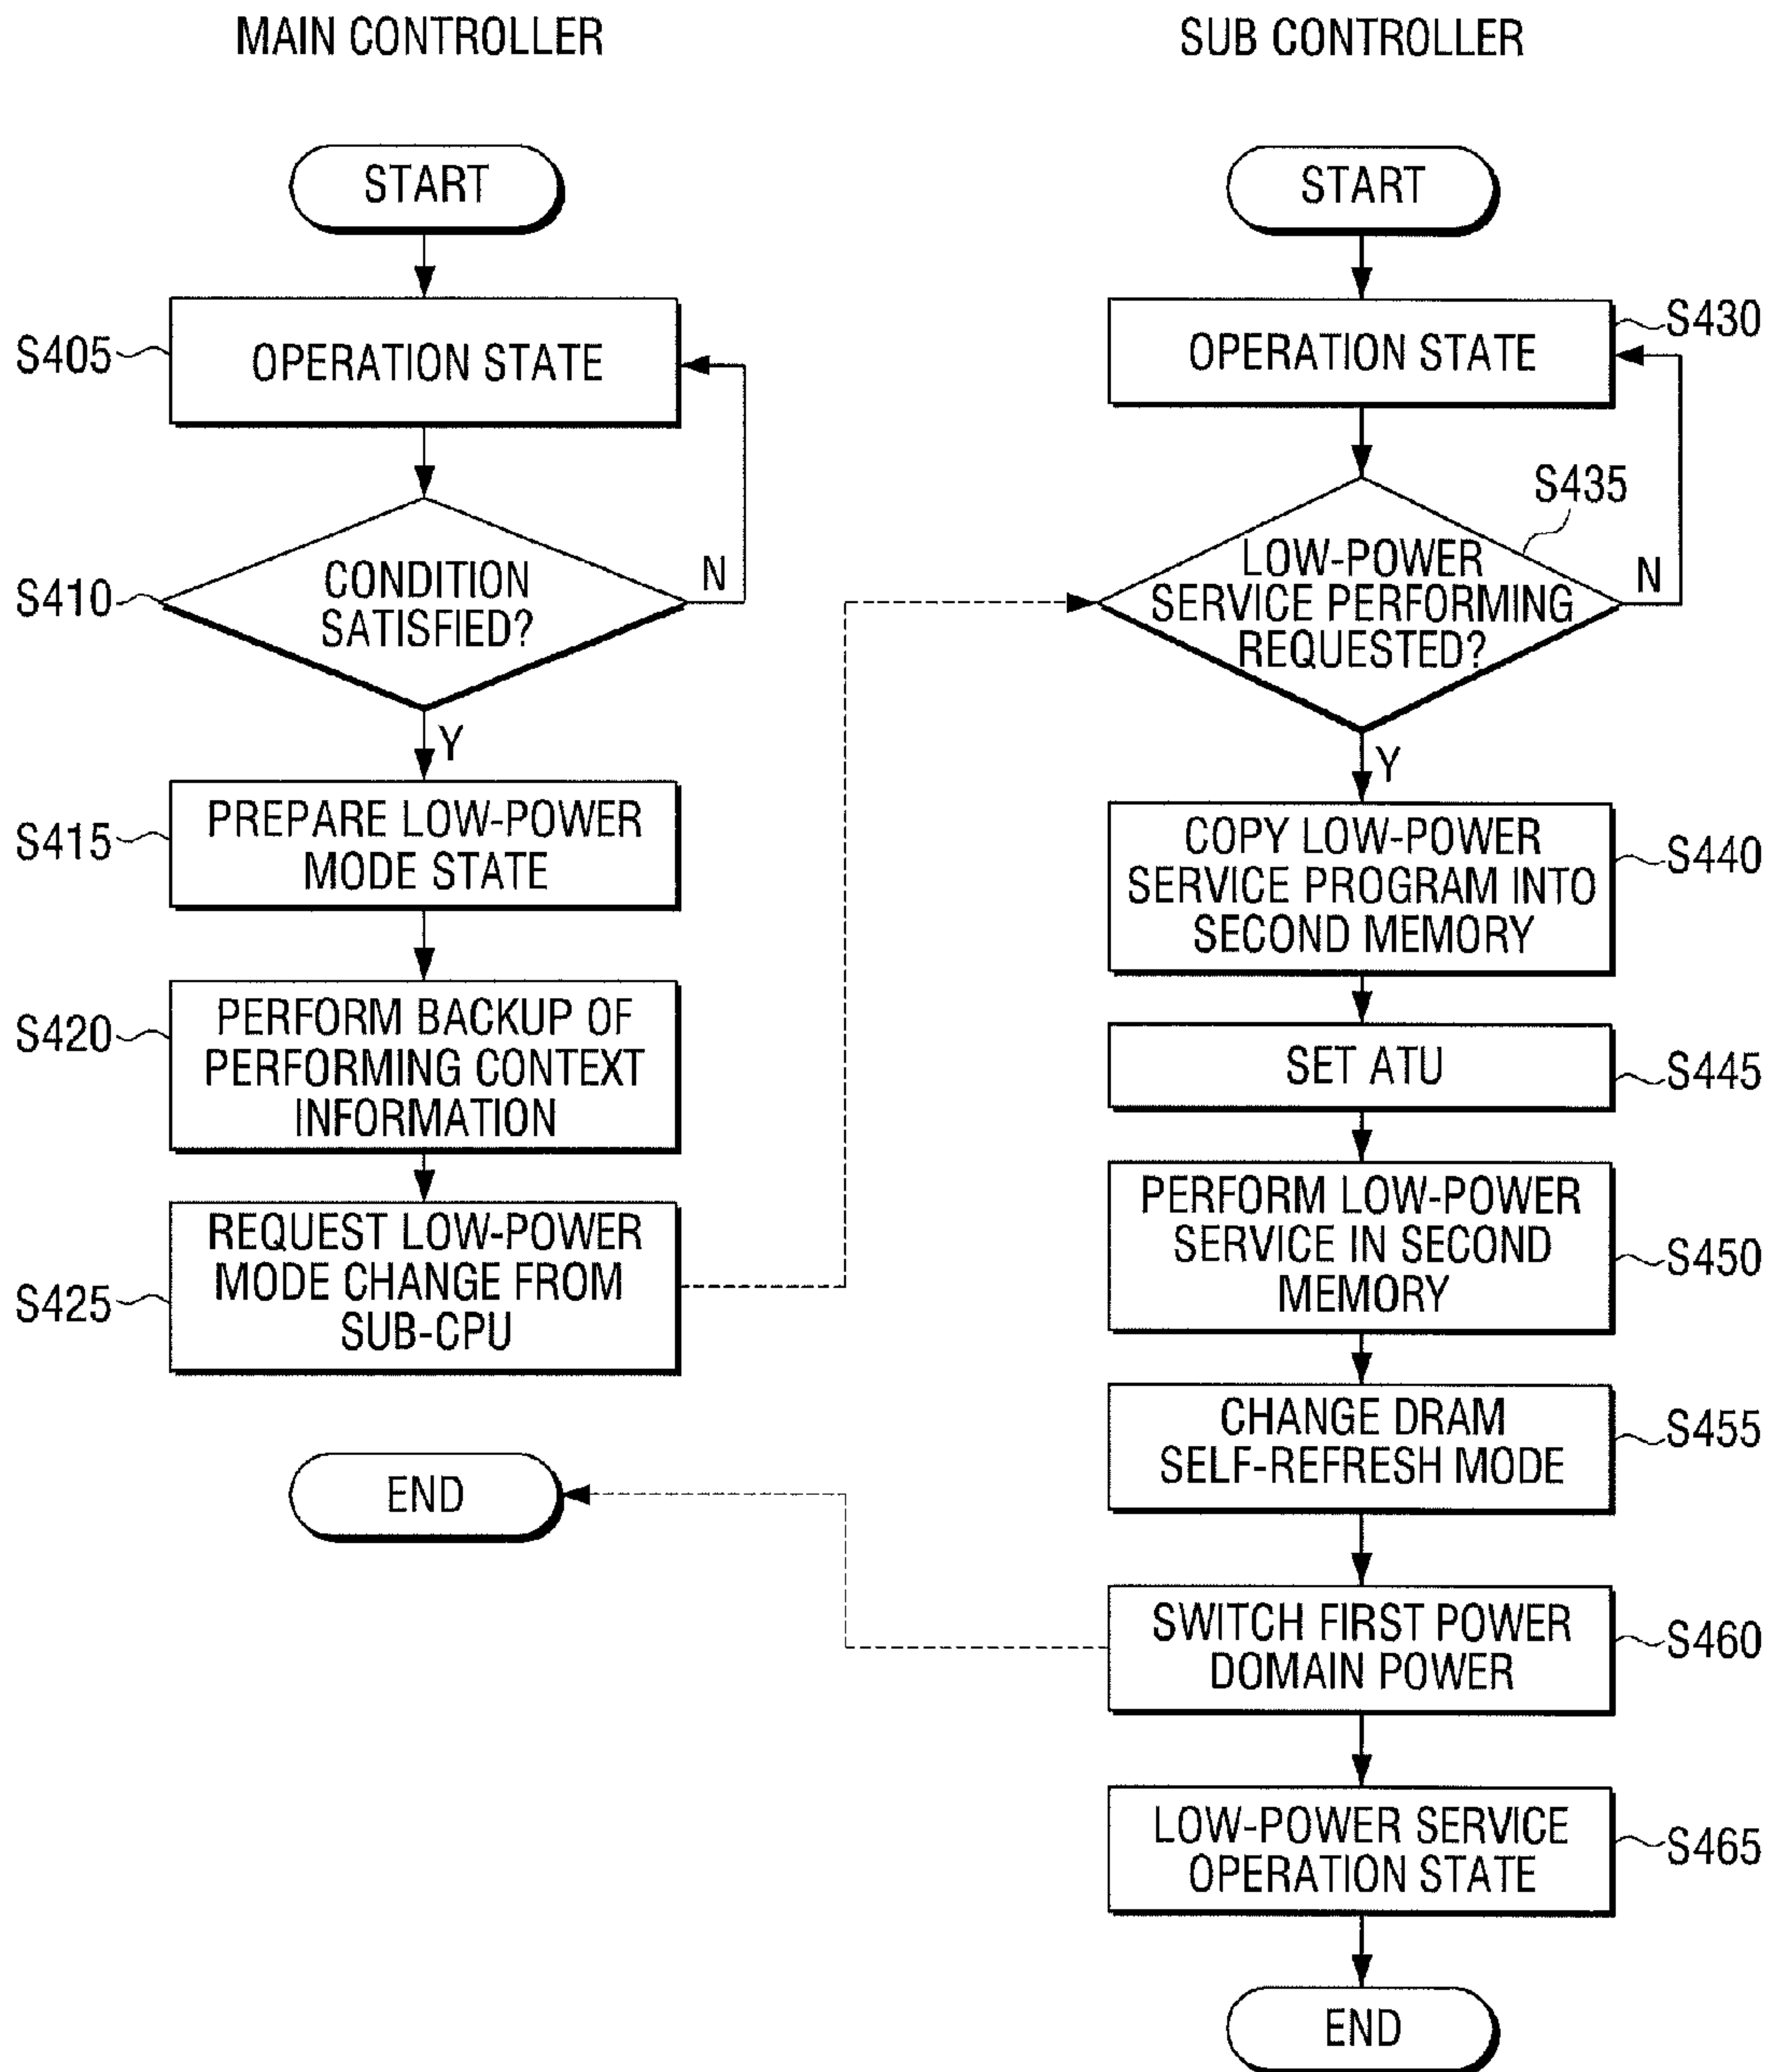 MAIN CONTROLLER
START
S405
OPERATION STATE
S410
CONDITION
SATISFIED?
N
Y
S415
PREPARE LOW-POWER
MODE STATE
S420
PERFORM BACKUP OF
PERFORMING CONTEXT
INFORMATION
S425
REQUEST LOW-POWER
MODE CHANGE FROM
SUB-CPU
END
SUB CONTROLLER
START
OPERATION STATE
S430
S435
LOW-POWER
SERVICE PERFORMING
REQUESTED?
N
Y
COPY LOW-POWER
SERVICE PROGRAM INTO
SECOND MEMORY
S440
SET ATU
S445
PERFORM LOW-POWER
SERVICE IN SECOND
MEMORY
S450
CHANGE DRAM
SELF-REFRESH MODE
S455
SWITCH FIRST POWER
DOMAIN POWER
S460
LOW-POWER SERVICE
OPERATION STATE
S465
END